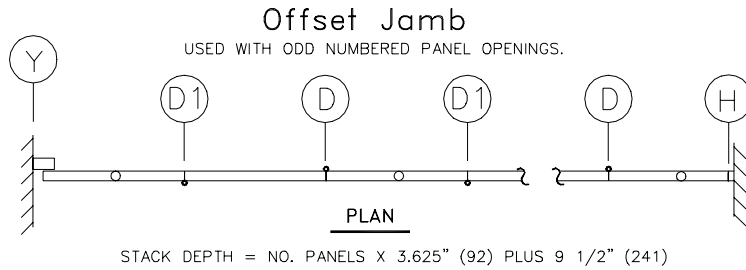 Offset Jamb
USED WITH ODD NUMBERED PANEL OPENINGS.
Y
D1
D
D1
D
H
PLAN
STACK DEPTH = NO. PANELS X 3.625" (92) PLUS 9 1/2" (241)